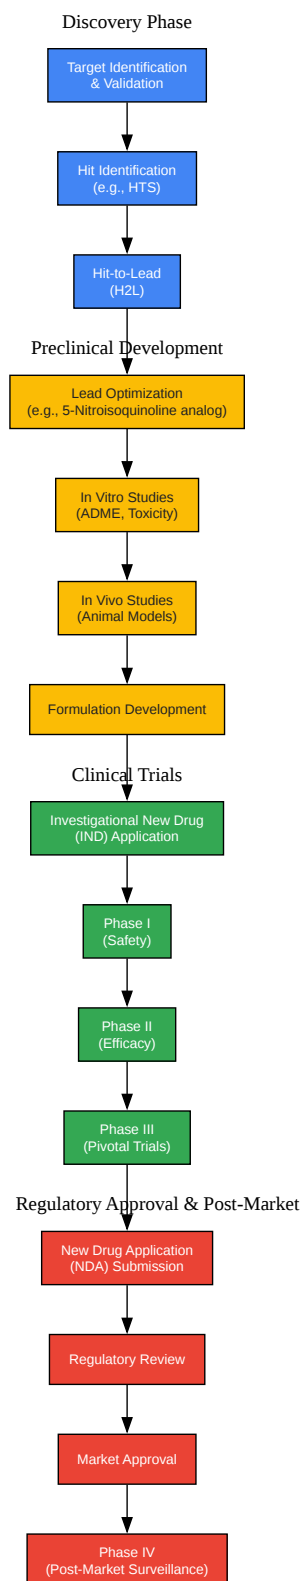 Discovery Phase
Target Identification
& Validation
Hit Identification
(e.g., HTS)
Hit-to-Lead
(H2L)
Preclinical Development
Lead Optimization
(e.g., 5-Nitroisoquinoline analog)
In Vitro Studies
(ADME, Toxicity)
In Vivo Studies
(Animal Models)
Formulation Development
Clinical Trials
Investigational New Drug
(IND) Application
Phase I
(Safety)
Phase II
(Efficacy)
Phase III
(Pivotal Trials)
Regulatory Approval & Post-Market
New Drug Application
(NDA) Submission
Regulatory Review
Market Approval
Phase IV
(Post-Market Surveillance)